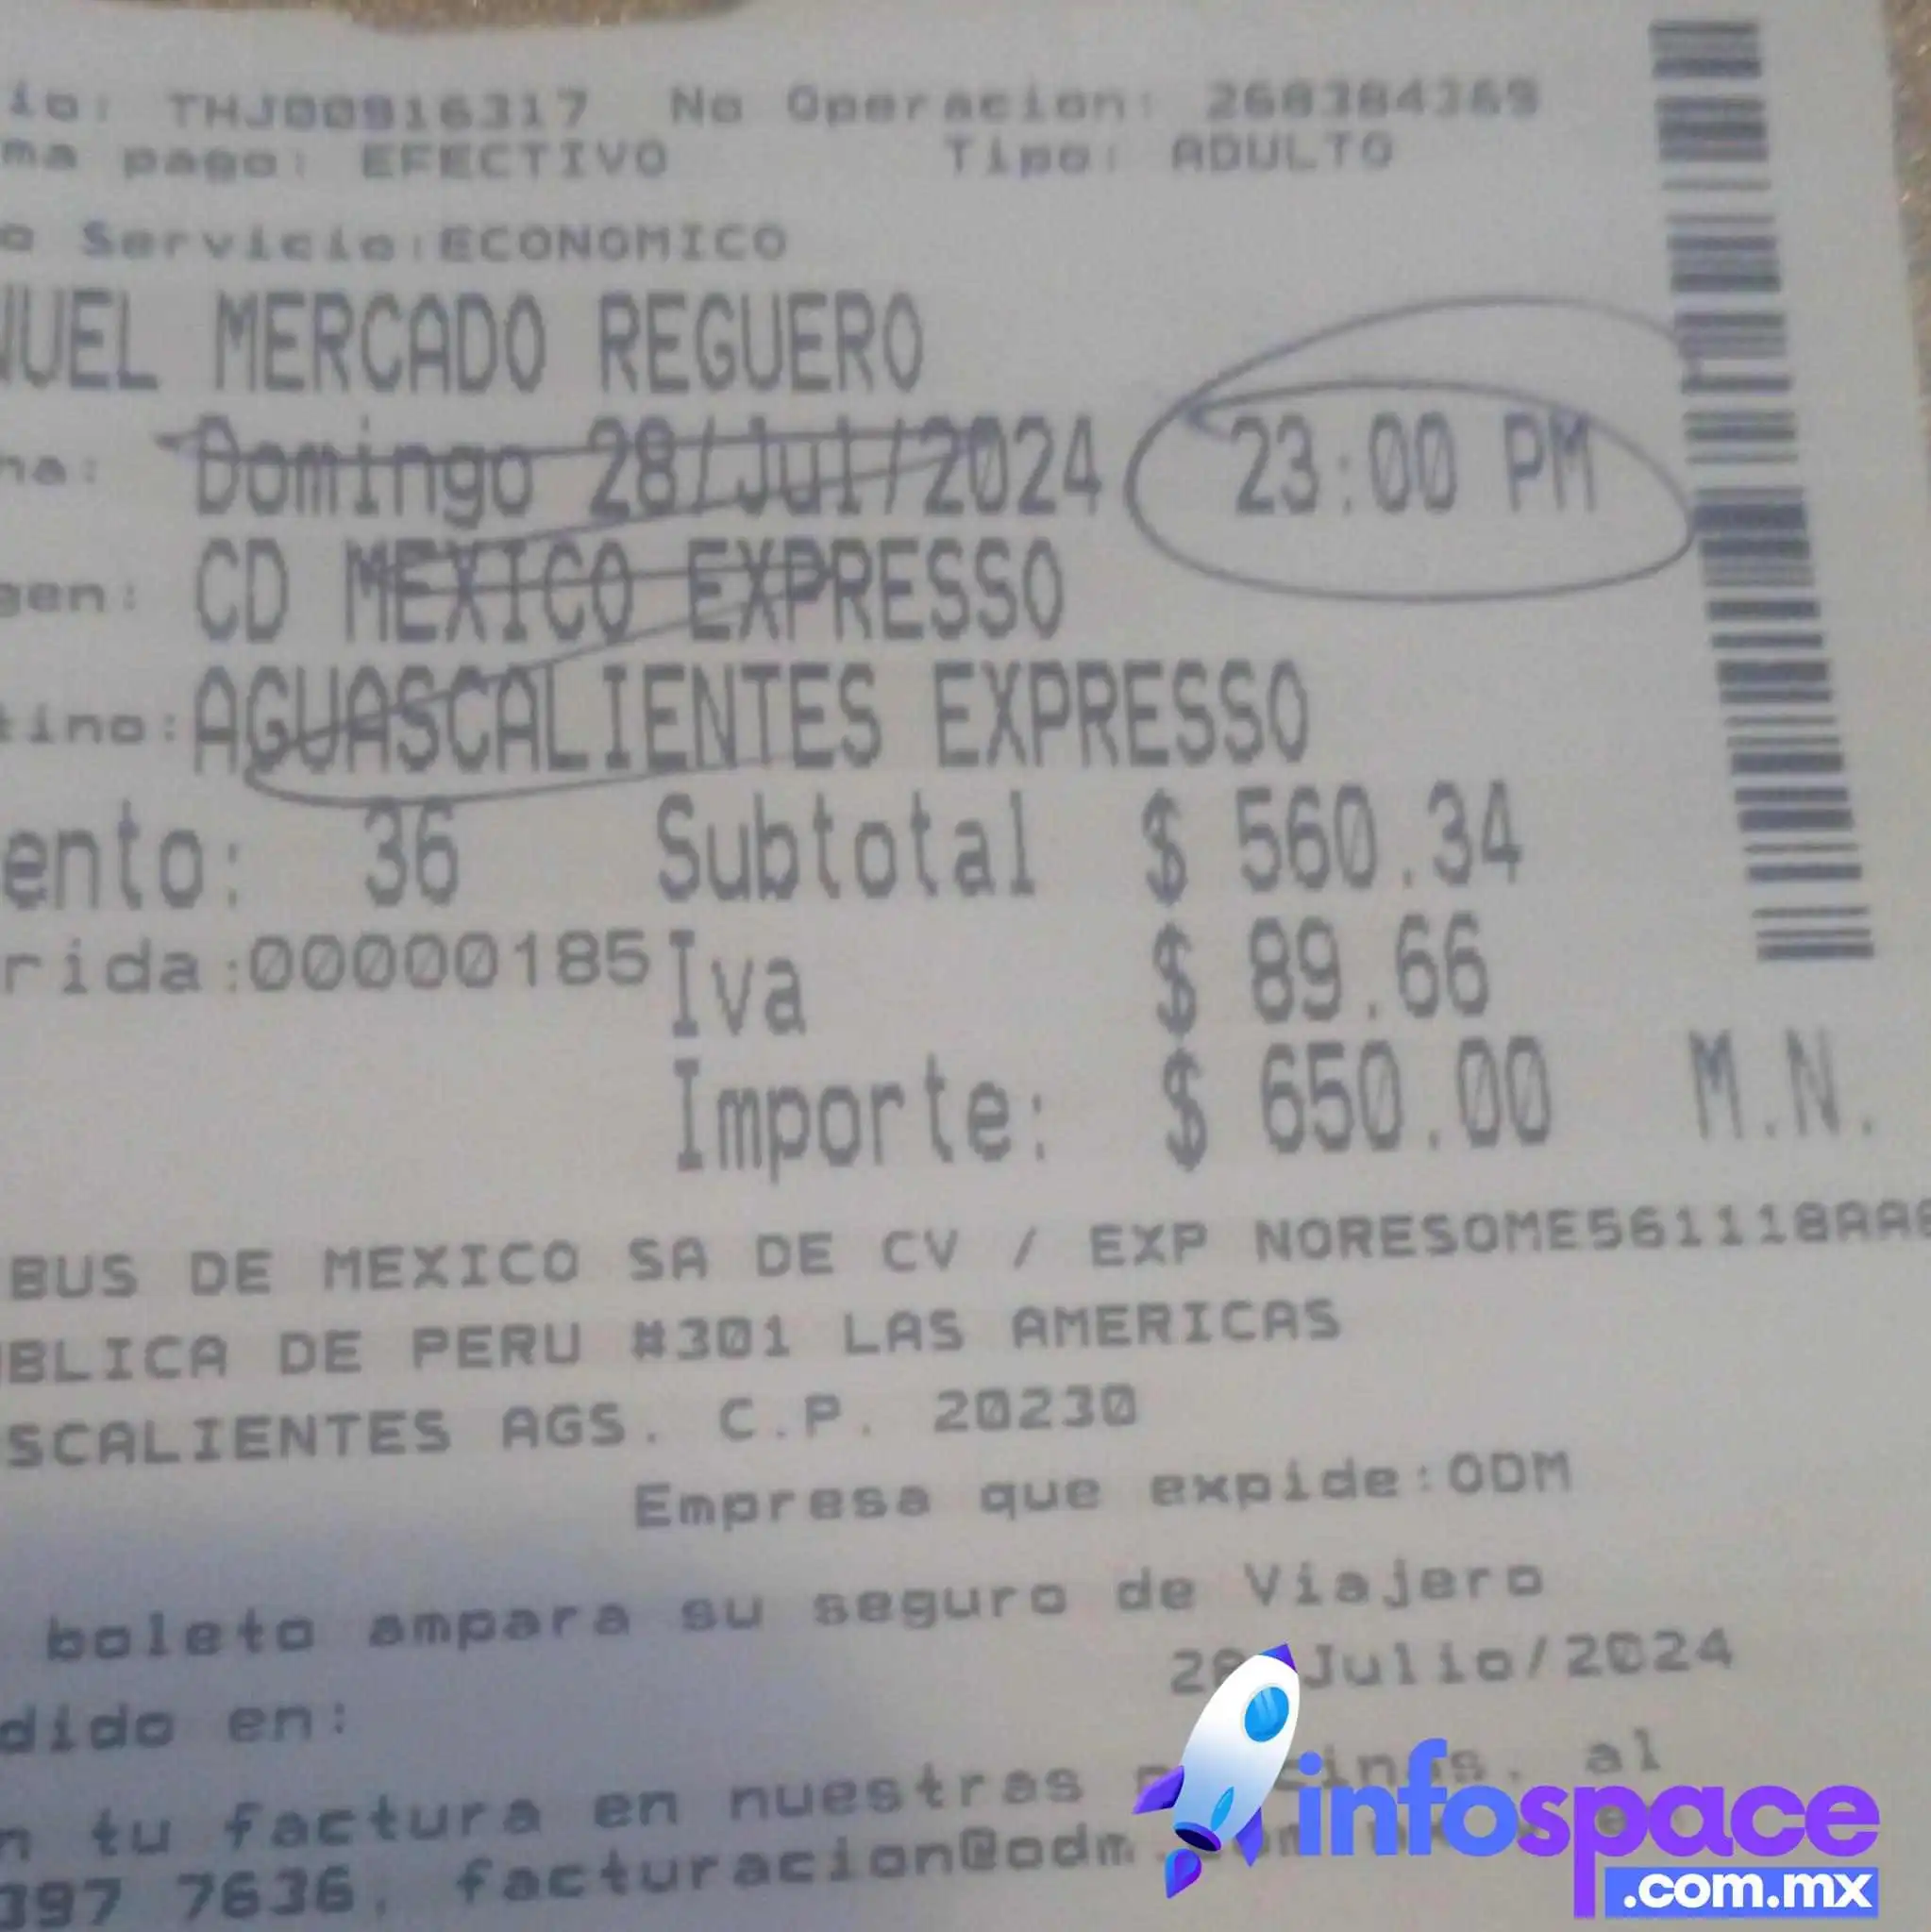 io: THJ00916317 No Operacion: 268384369
ma pago: EFECTIVO Tipo: ADULTO
o Servicio:ECONOMICO
NUEL MERCADO REGUERO
ha: Domingo 28/Jul/2024 23:00 PM
gen: CD MEXICO EXPRESSO
tino:AGUASCALIENTES EXPRESSO
ento: 36 Subtotal $ 560.34
rida:00000185 Iva $ 89.66
Importe: $ 650.00 M.N.
BUS DE MEXICO SA DE CV / EXP NORESOME561118AA
BLICA DE PERU #301 LAS AMERICAS
SCALIENTES AGS. C.P. 20230
Empresa que expide:ODM
boleto ampara su seguro de Viajero
28 Julio/2024
dido en:
n tu factura en nuestras al
397 7636, facturacion@odm
infospace
.com.mx